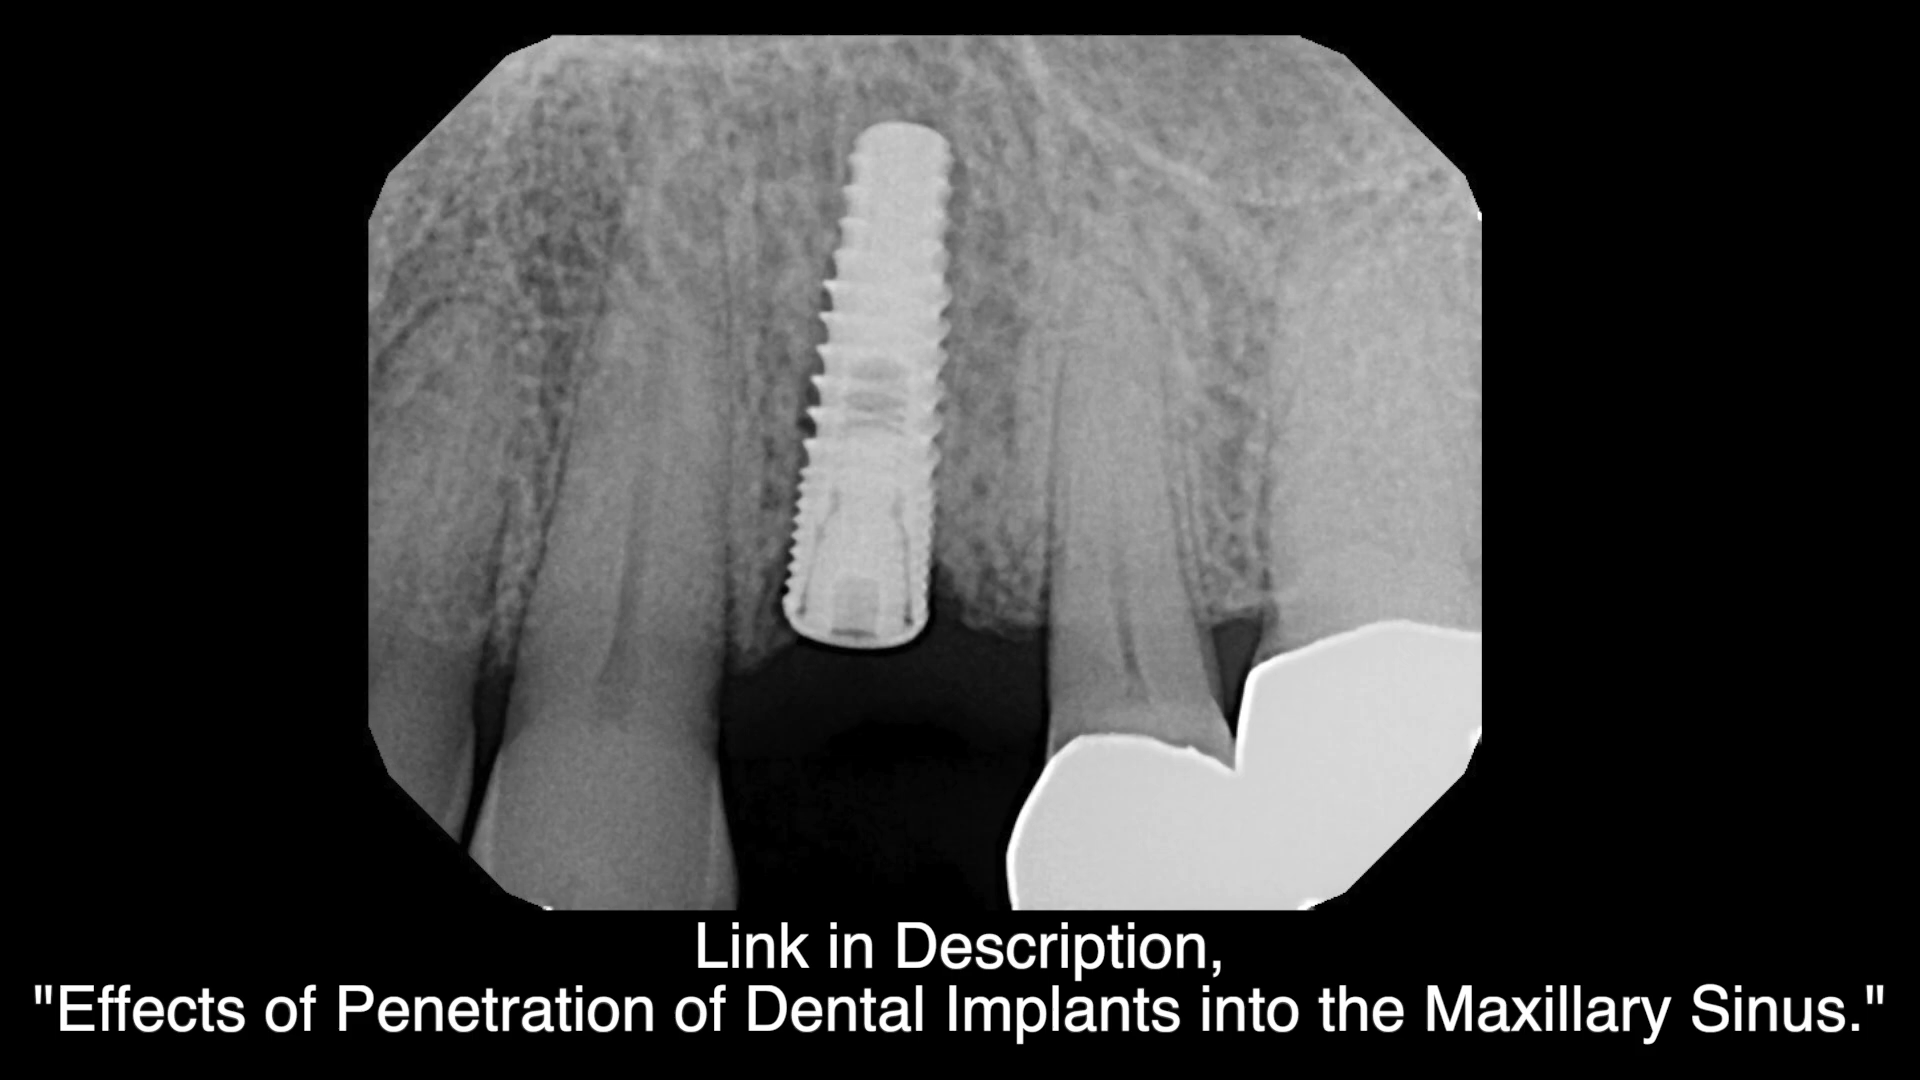 Link in Description,
"Effects of Penetration of Dental Implants into the Maxillary Sinus."